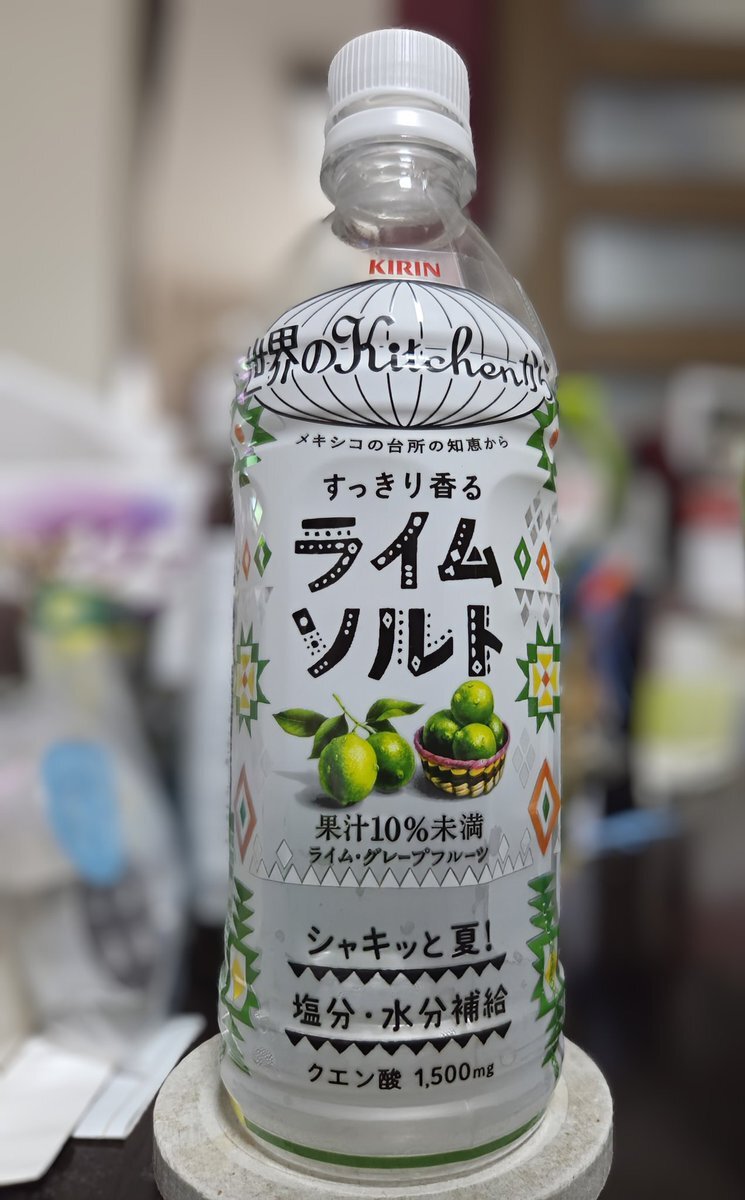 KIRIN
世界のKitchenから
メキシコの台所の知恵から
すっきり香る
ライム
ソルト
果汁10%未満
ライム・グレープフルーツ
シャキッと夏!
塩分・水分補給
クエン酸 1,500mg